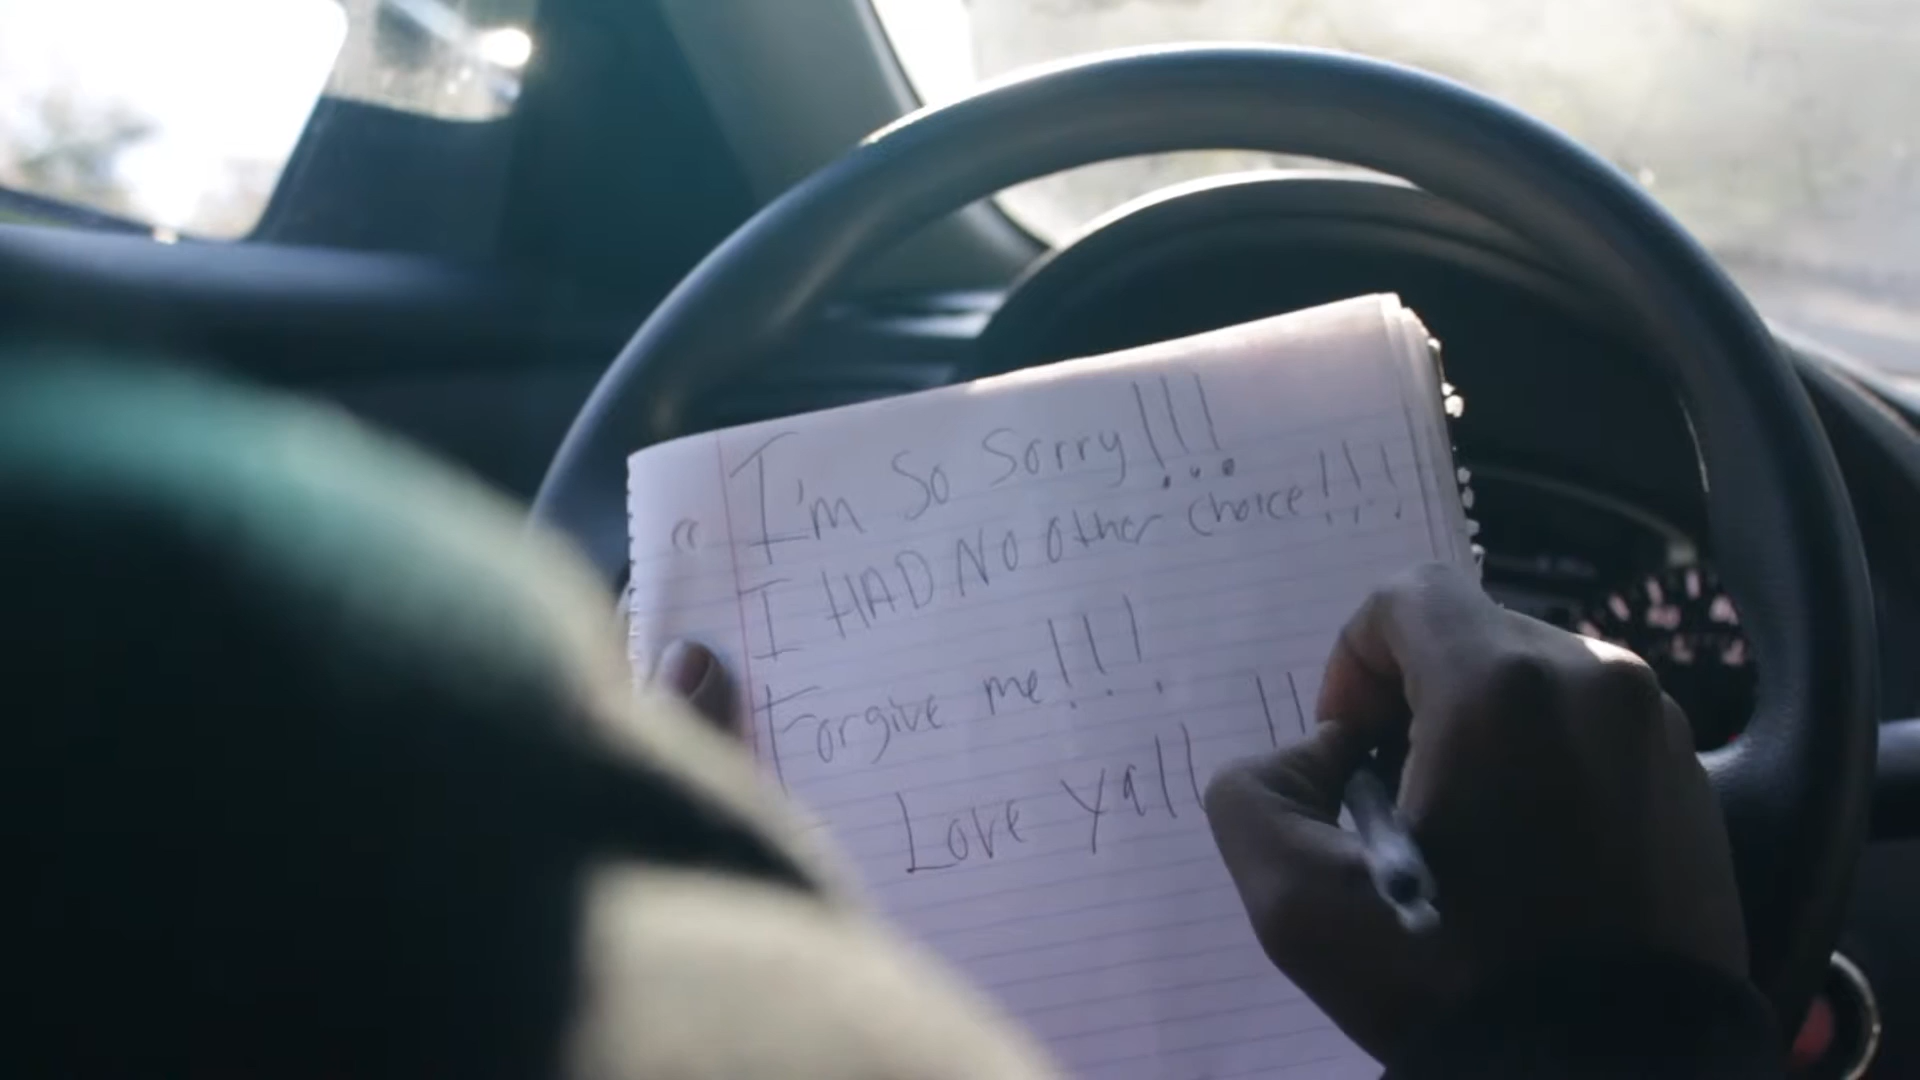 “ I'm So Sorry!!!
I HAD NO Other choice!!!
Forgive me!!!
Love yall !!